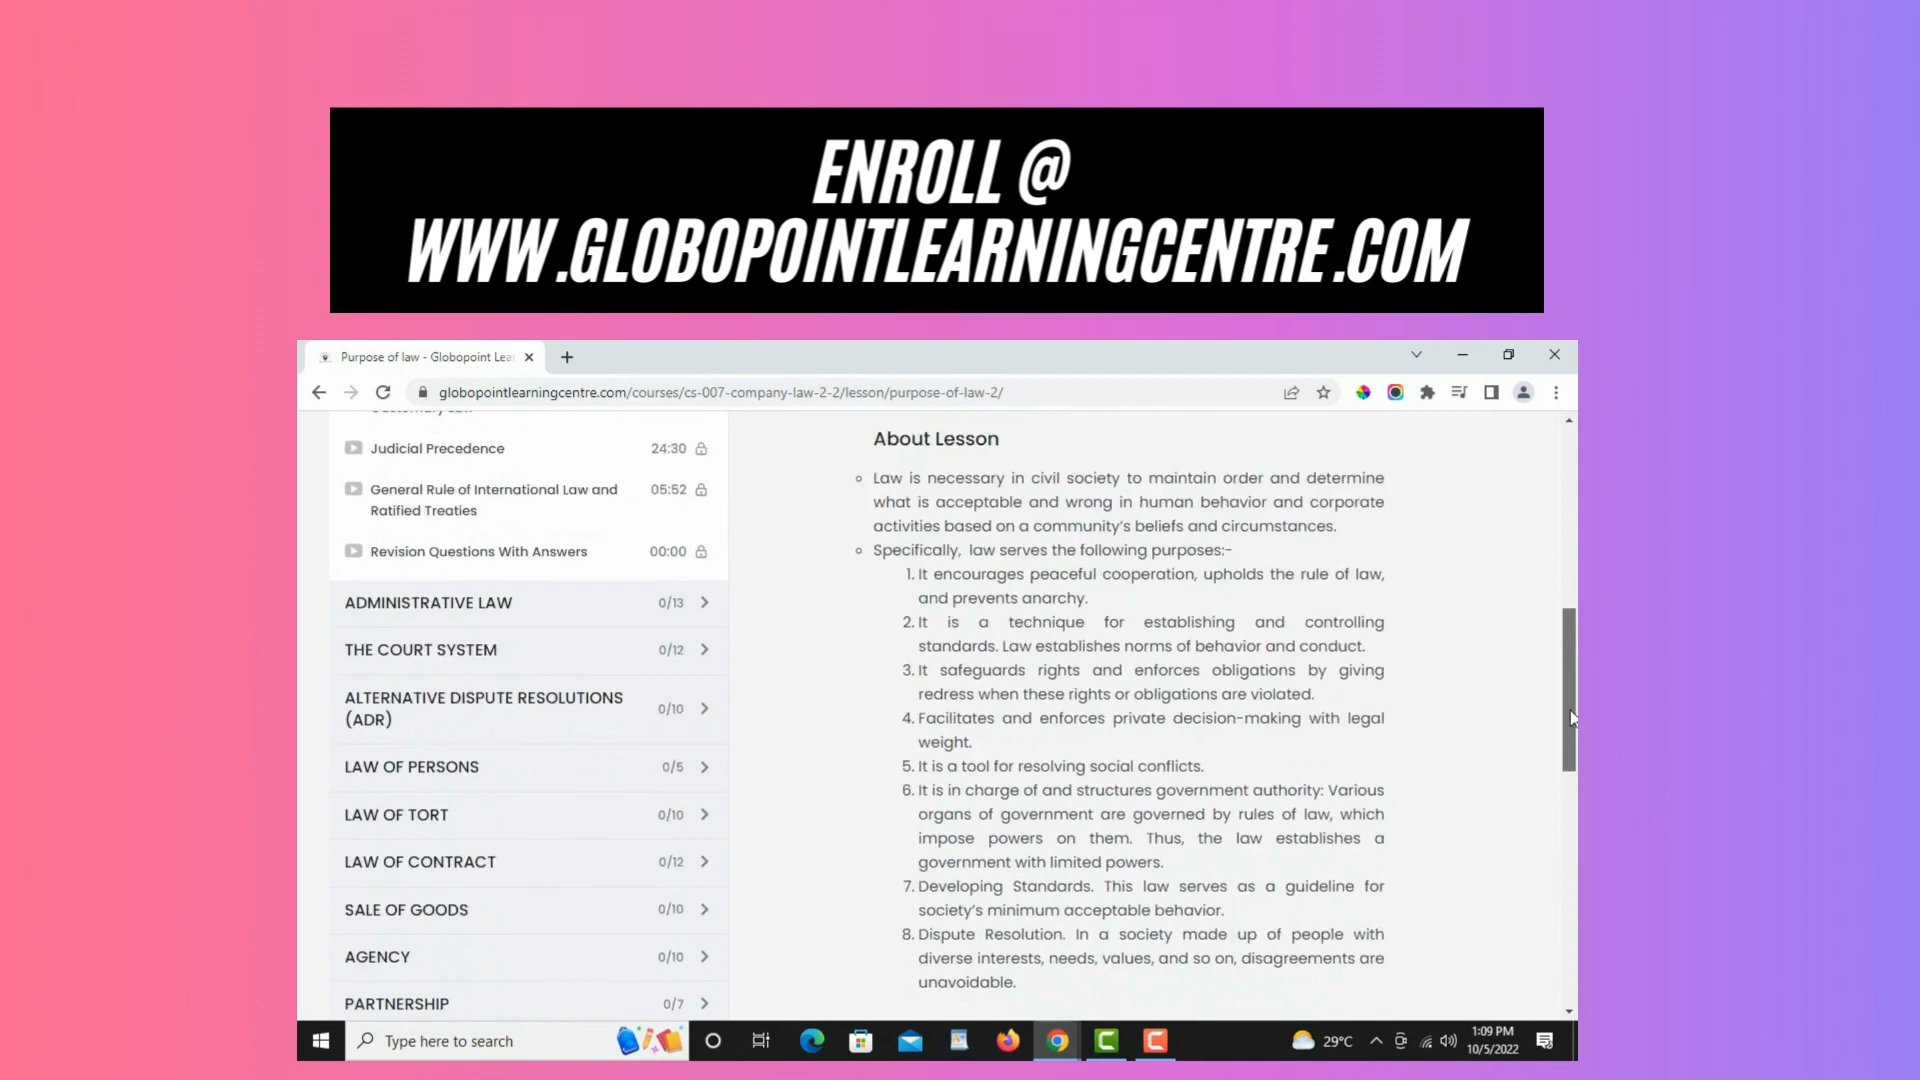 ENROLL @
WWW.GLOBOPOINTLEARNINGCENTRE.COM
Purpose of law - Globopoint Lea
globopointlearningcentre.com/courses/cs-007-company-law-2-2/lesson/purpose-of-law-2/
Judicial Precedence 24:30
General Rule of International Law and 05:52
Ratified Treaties
Revision Questions With Answers 00:00
ADMINISTRATIVE LAW 0/13
THE COURT SYSTEM 0/12
ALTERNATIVE DISPUTE RESOLUTIONS
(ADR) 0/10
LAW OF PERSONS 0/5
LAW OF TORT 0/10
LAW OF CONTRACT 0/12
SALE OF GOODS 0/10
AGENCY 0/10
PARTNERSHIP 0/7
About Lesson
Law is necessary in civil society to maintain order and determine
what is acceptable and wrong in human behavior and corporate
activities based on a community's beliefs and circumstances.
Specifically, law serves the following purposes:-
1. It encourages peaceful cooperation, upholds the rule of law,
and prevents anarchy.
2. It is a technique for establishing and controlling
standards. Law establishes norms of behavior and conduct.
3. It safeguards rights and enforces obligations by giving
redress when these rights or obligations are violated.
4. Facilitates and enforces private decision-making with legal
weight.
5. It is a tool for resolving social conflicts.
6. It is in charge of and structures government authority: Various
organs of government are governed by rules of law, which
impose powers on them. Thus, the law establishes a
government with limited powers.
7. Developing Standards. This law serves as a guideline for
society's minimum acceptable behavior.
8. Dispute Resolution. In a society made up of people with
diverse interests, needs, values, and so on, disagreements are
unavoidable.
Type here to search
29°C
1:09 PM
10/5/2022